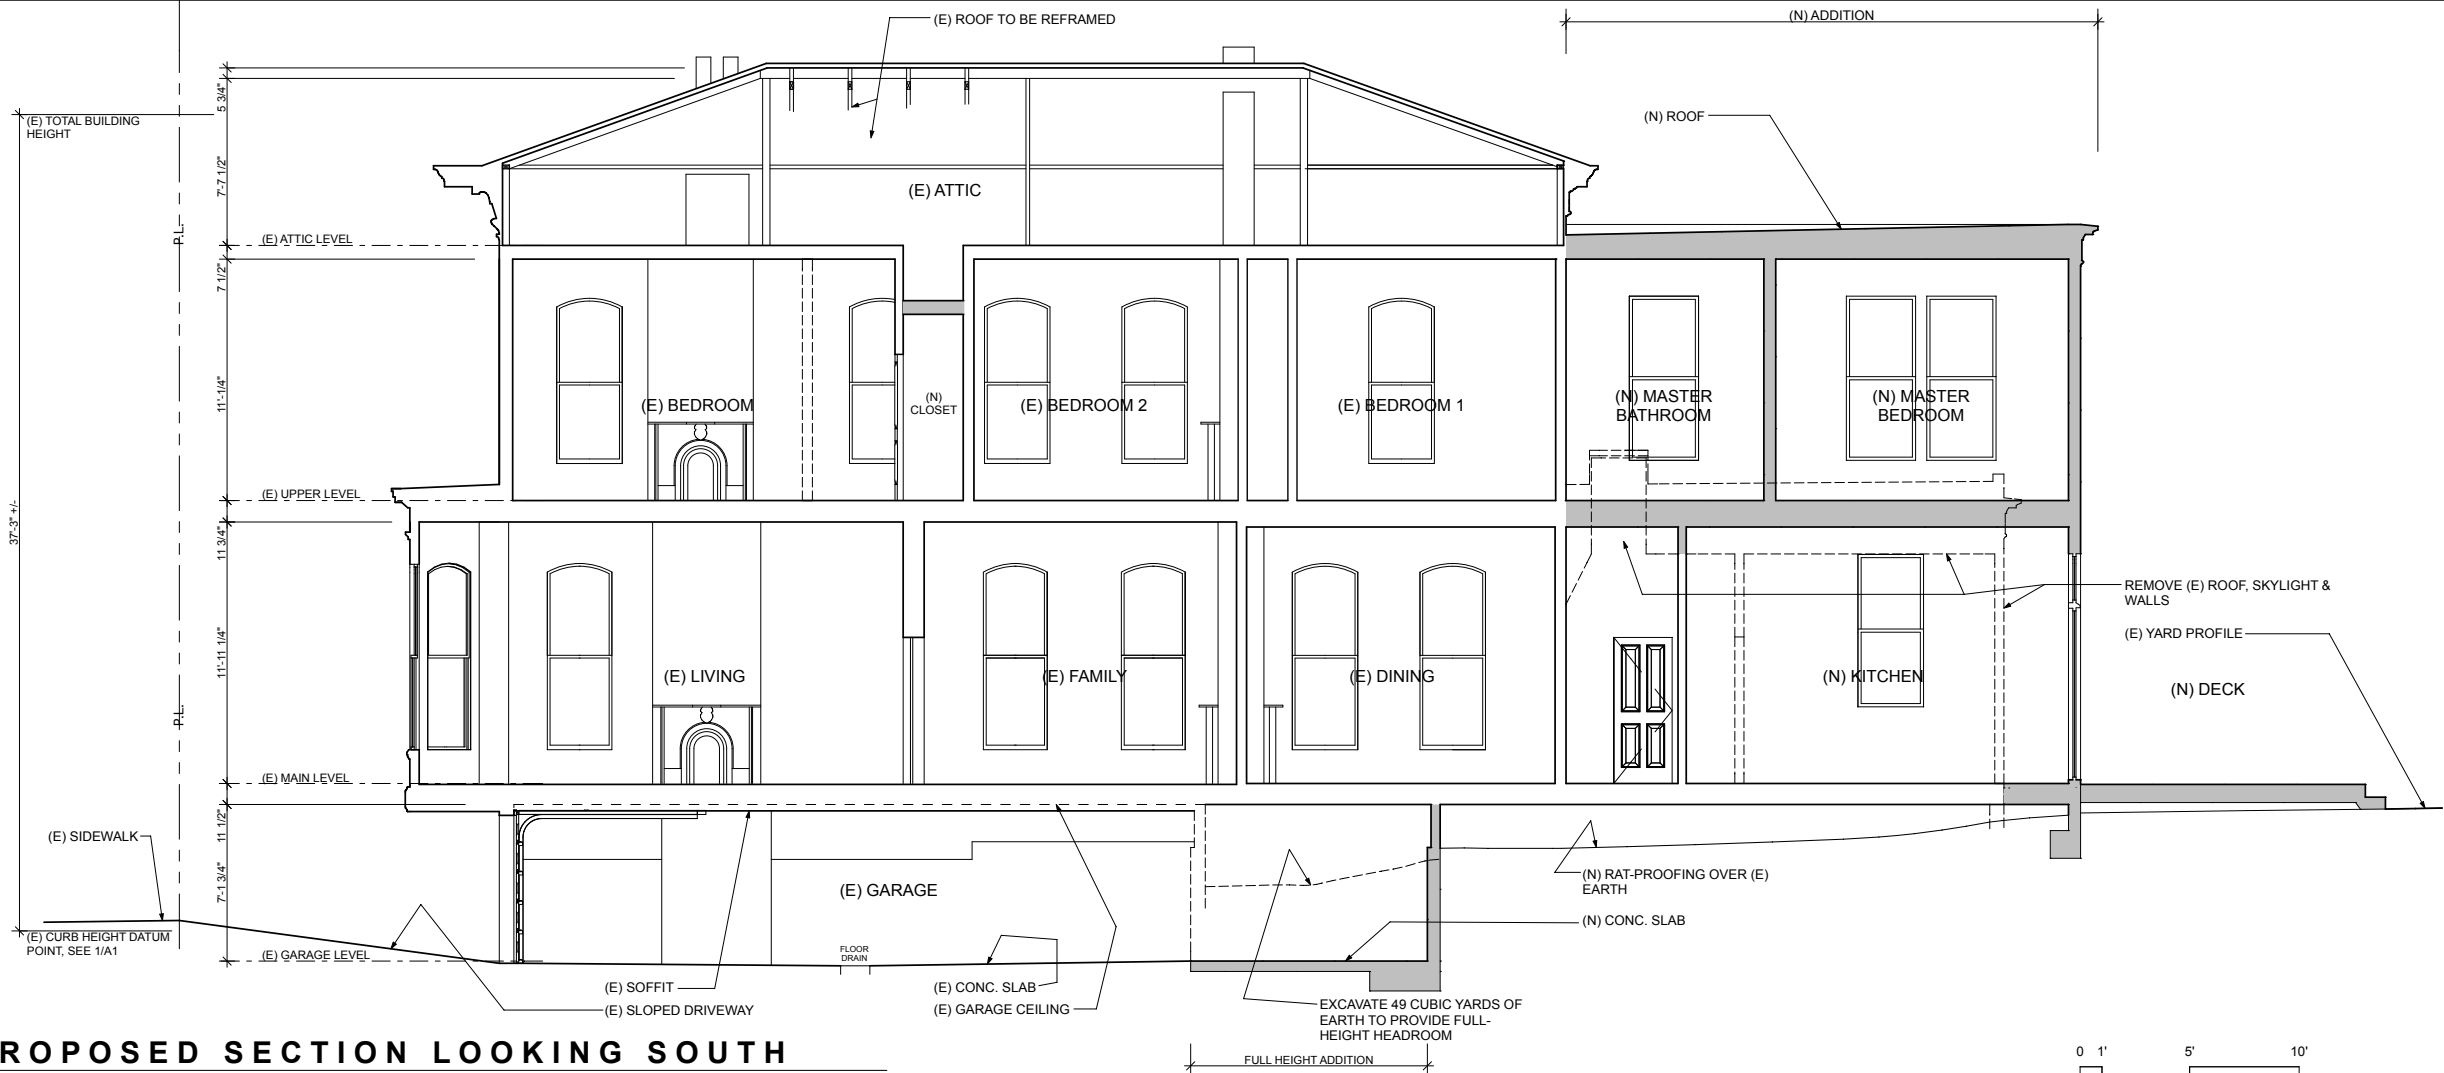 (E) ROOF TO BE REFRAMED
(N) ADDITION
(E) TOTAL BUILDING
HEIGHT
(N) ROOF
5 3/4"
7'-7 1/2"
(E) ATTIC
P.L.
(E) ATTIC LEVEL
7 1/2"
11'-1/4"
(E) BEDROOM
(N)
CLOSET
(E) BEDROOM 2
(E) BEDROOM 1
(N) MASTER
BATHROOM
(N) MASTER
BEDROOM
(E) UPPER LEVEL
37'-3" +/-
11 3/4"
REMOVE (E) ROOF, SKYLIGHT &
WALLS
(E) YARD PROFILE
11'-11 1/4"
(E) LIVING
(E) FAMILY
(E) DINING
(N) KITCHEN
(N) DECK
P.L.
(E) MAIN LEVEL
11 1/2"
(E) SIDEWALK
7'-1 3/4"
(E) GARAGE
(N) RAT-PROOFING OVER (E)
EARTH
(N) CONC. SLAB
(E) CURB HEIGHT DATUM
POINT, SEE 1/A1
(E) GARAGE LEVEL
FLOOR
DRAIN
(E) SOFFIT
(E) SLOPED DRIVEWAY
(E) CONC. SLAB
(E) GARAGE CEILING
EXCAVATE 49 CUBIC YARDS OF
EARTH TO PROVIDE FULL-
HEIGHT HEADROOM
ROPOSED SECTION LOOKING SOUTH
FULL HEIGHT ADDITION
0 1' 5' 10'